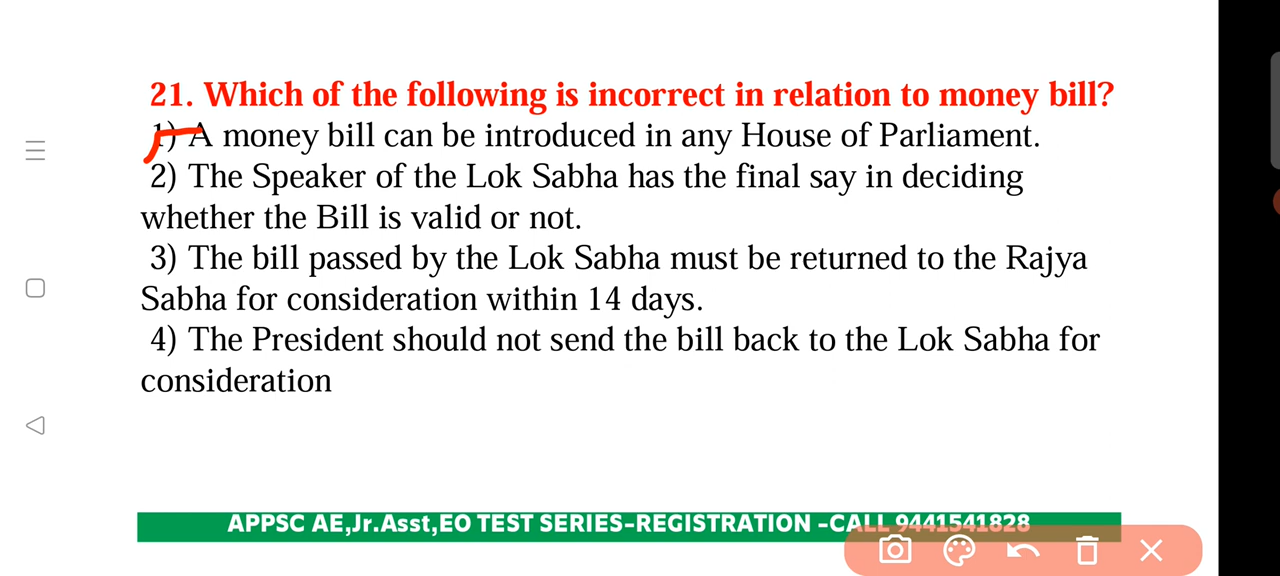 21. Which of the following is incorrect in relation to money bill?
1) A money bill can be introduced in any House of Parliament.
2) The Speaker of the Lok Sabha has the final say in deciding
whether the Bill is valid or not.
3) The bill passed by the Lok Sabha must be returned to the Rajya
Sabha for consideration within 14 days.
4) The President should not send the bill back to the Lok Sabha for
consideration
APPSC AE,Jr.Asst,EO TEST SERIES-REGISTRATION -CALL 9441541828